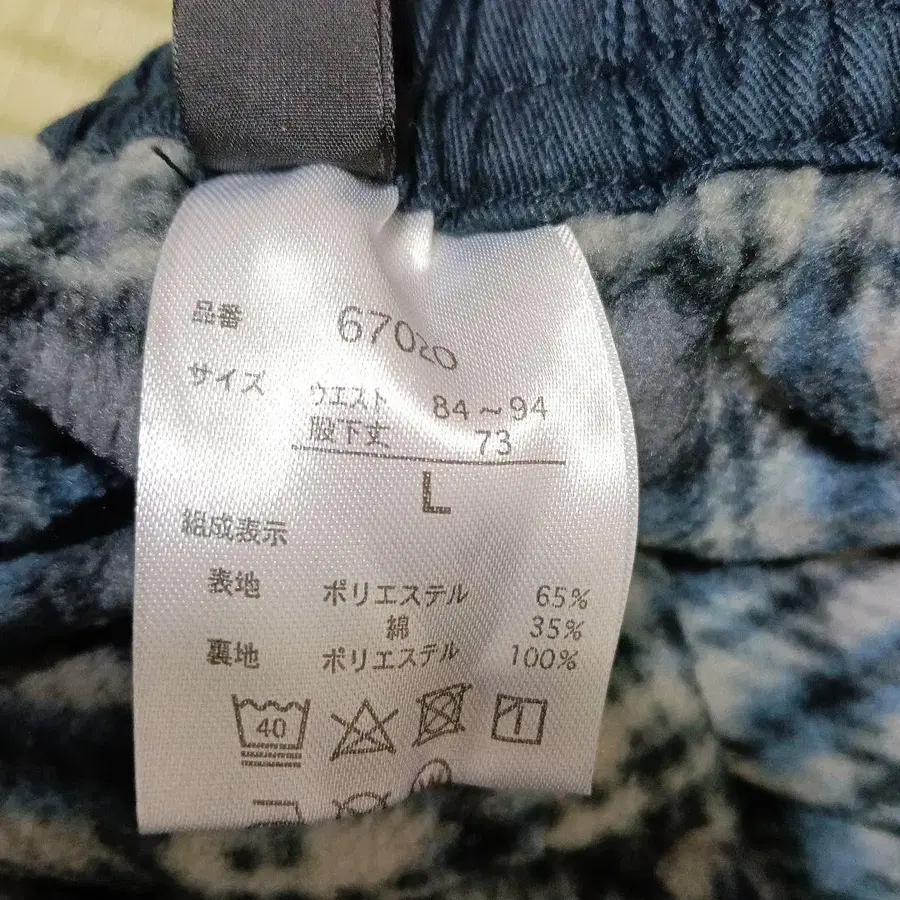 品番 67020
サイズ ウエスト 84～94
股下丈 73
L
組成表示
表地 ポリエステル 65%
綿 35%
裏地 ポリエステル 100%
40